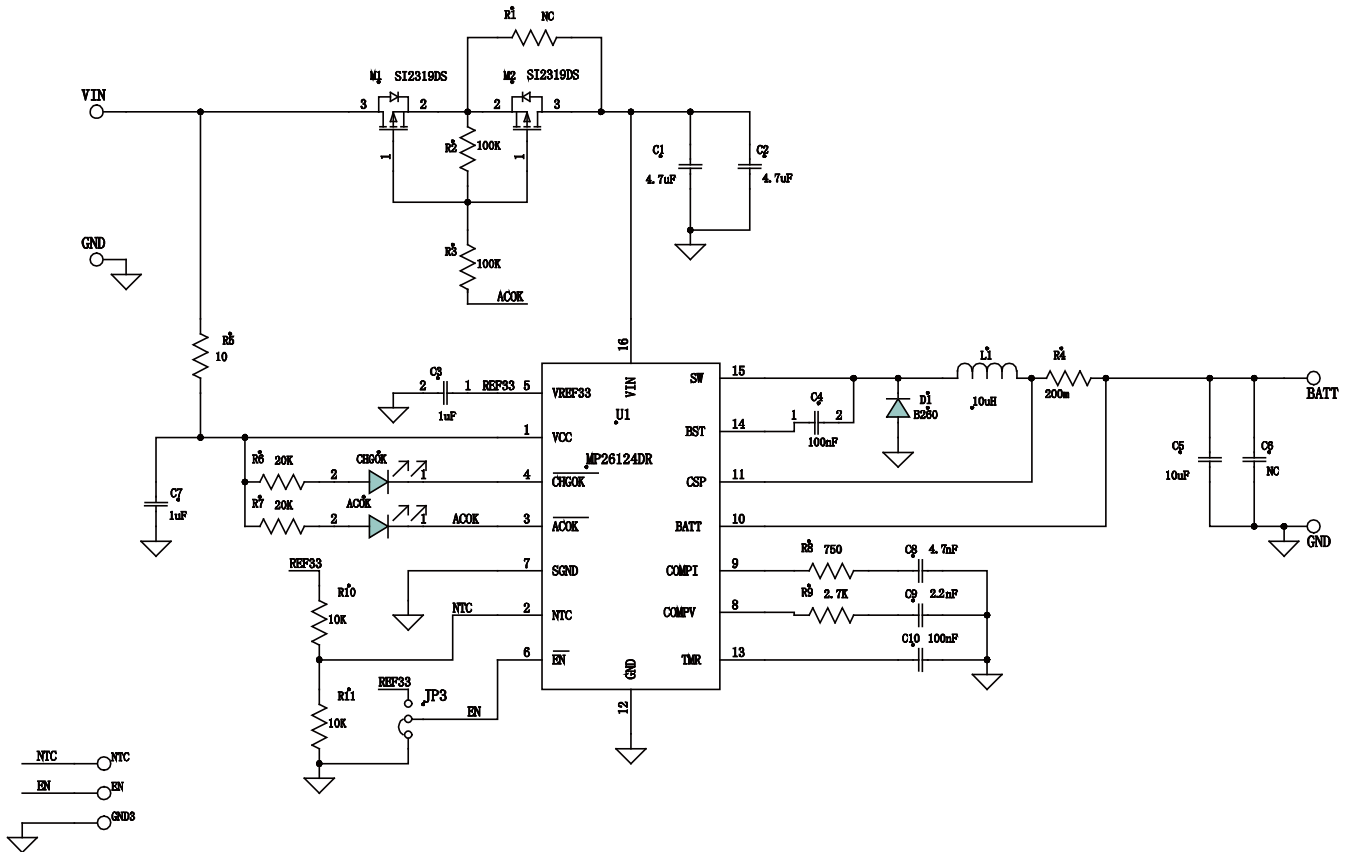 R1 NC
M1 SI2319DS
M2 SI2319DS
VIN
3 2 2 3
R2 100K
1 1
C1 4.7uF
C2 4.7uF
GND
R3 100K
ACOK
R5 10
16
VIN
L1 10uH
R4 200m
C3 1uF
2 1 REF33 5 VREF33
SW 15
U1
MP26124DR
D1 B260
BATT
C4 100nF
1 2
1 VCC
BST 14
C5 10uF
C6 NC
R6 20K 2 CHGOK 1 4 CHGOK
CSP 11
C7 1uF
R7 20K 2 ACOK 1 ACOK 3 ACOK
BATT 10
GND
REF33
7 SGND
COMPI 9 R8 750 C8 4.7nF
R10 10K
NTC 2 NTC
COMPV 8 R9 2.7K C9 2.2nF
6 EN
TMR 13 C10 100nF
GND
12
R11 10K
REF33
JP3
EN
NTC NTC
EN EN
GND3